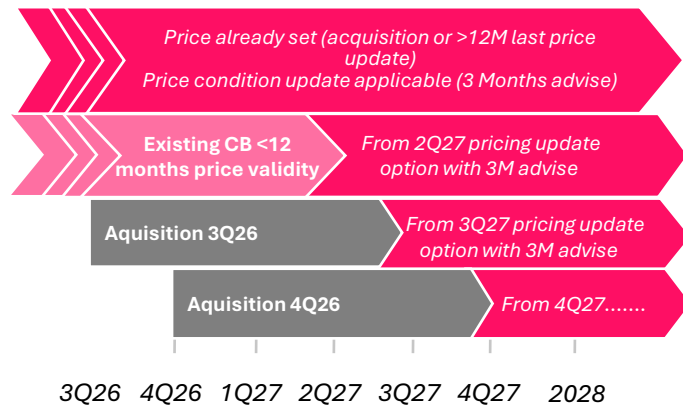 Price already set (acquisition or >12M last price
update)
Price condition update applicable (3 Months advise)
Existing CB <12
months price validity
From 2Q27 pricing update
option with 3M advise
Aquisition 3Q26
From 3Q27 pricing update
option with 3M advise
Aquisition 4Q26
From 4Q27.......
3Q26 4Q26 1Q27 2Q27 3Q27 4Q27 2028